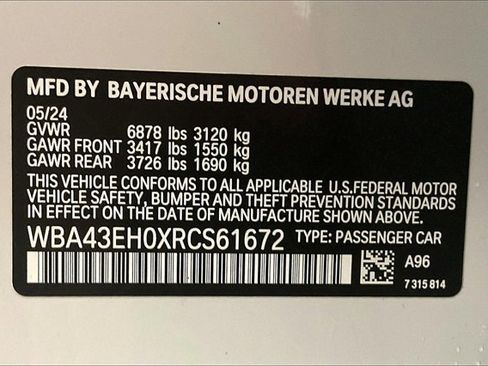 MFD BY BAYERISCHE MOTOREN WERKE AG
05/24
GVWR 6878 lbs 3120 kg
GAWR FRONT 3417 lbs 1550 kg
GAWR REAR 3726 lbs 1690 kg
THIS VEHICLE CONFORMS TO ALL APPLICABLE U.S.FEDERAL MOTOR
VEHICLE SAFETY, BUMPER AND THEFT PREVENTION STANDARDS
IN EFFECT ON THE DATE OF MANUFACTURE SHOWN ABOVE.
WBA43EH0XRCS61672 TYPE: PASSENGER CAR
A96
7 315 814